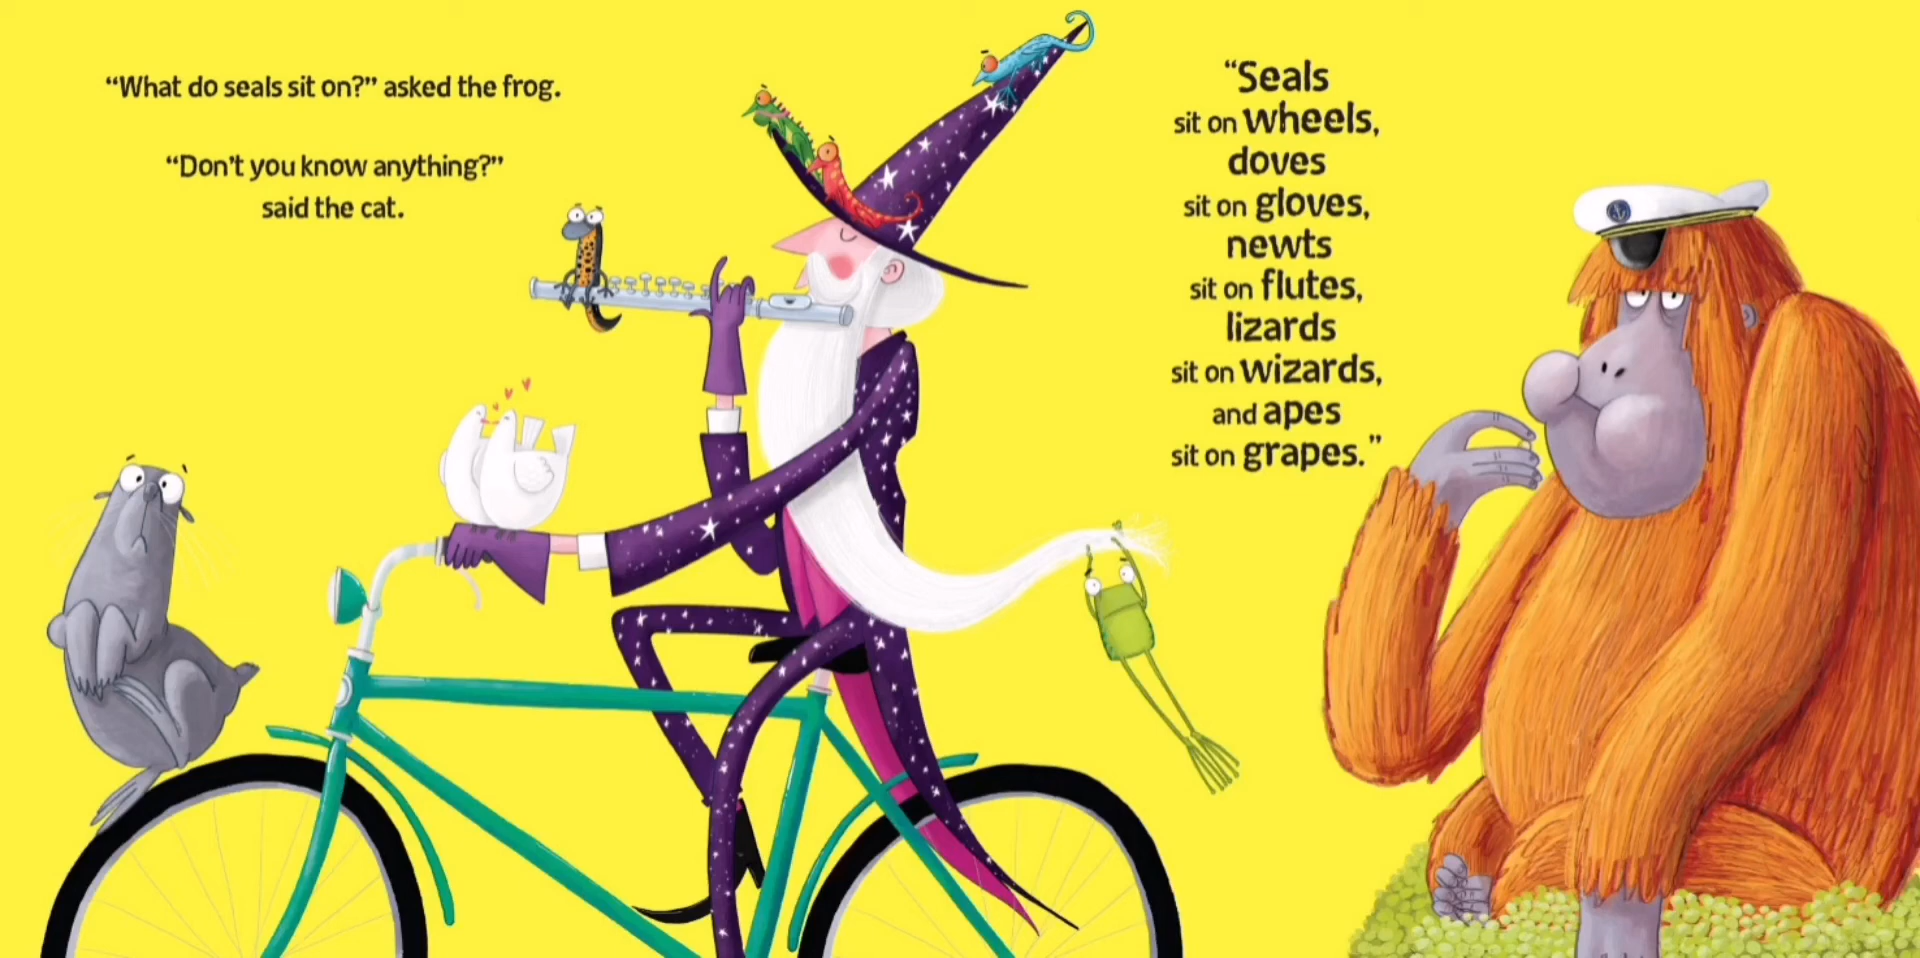 “What do seals sit on?” asked the frog.
“Don’t you know anything?”
said the cat.
“Seals
sit on wheels,
doves
sit on gloves,
newts
sit on flutes,
lizards
sit on wizards,
and apes
sit on grapes.”